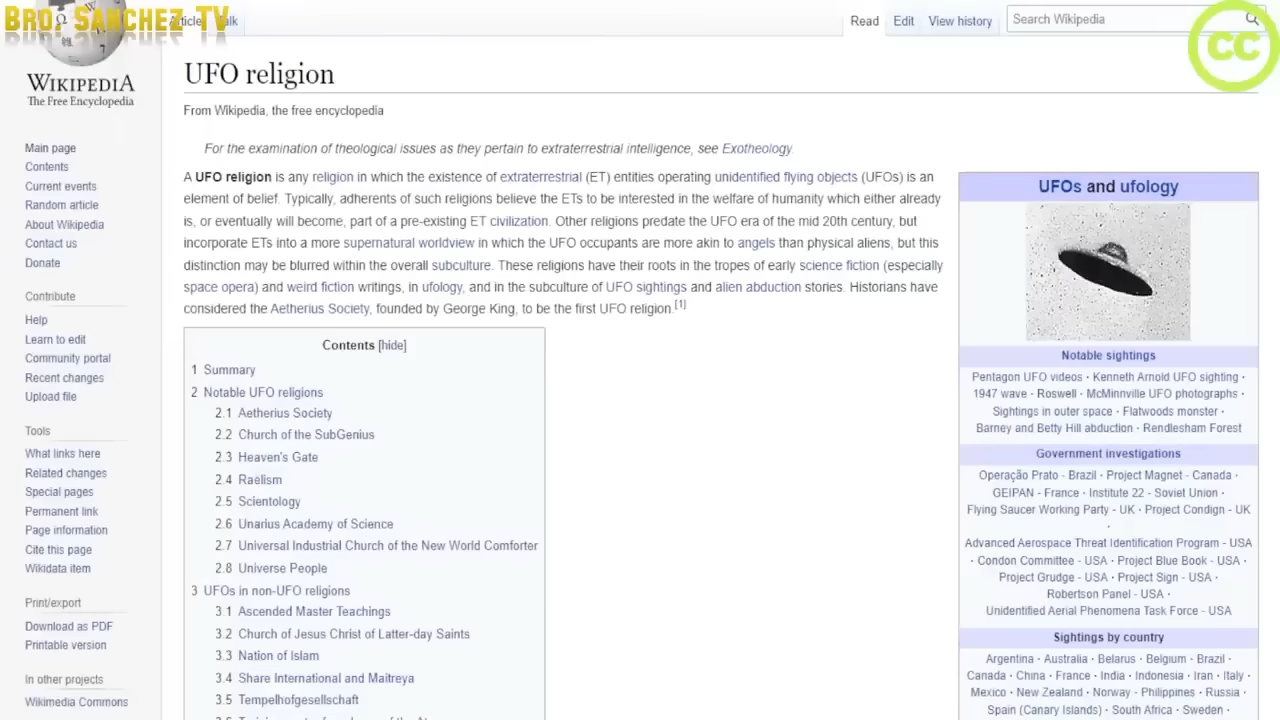 Bro. Sanchez TV
Article Talk
Read Edit View history
Search Wikipedia
CC
WIKIPEDIA
The Free Encyclopedia
Main page
Contents
Current events
Random article
About Wikipedia
Contact us
Donate
Contribute
Help
Learn to edit
Community portal
Recent changes
Upload file
Tools
What links here
Related changes
Special pages
Permanent link
Page information
Cite this page
Wikidata item
Print/export
Download as PDF
Printable version
In other projects
Wikimedia Commons
UFO religion
From Wikipedia, the free encyclopedia
For the examination of theological issues as they pertain to extraterrestrial intelligence, see Exotheology.
A UFO religion is any religion in which the existence of extraterrestrial (ET) entities operating unidentified flying objects (UFOs) is an
element of belief. Typically, adherents of such religions believe the ETs to be interested in the welfare of humanity which either already
is, or eventually will become, part of a pre-existing ET civilization. Other religions predate the UFO era of the mid 20th century, but
incorporate ETs into a more supernatural worldview in which the UFO occupants are more akin to angels than physical aliens, but this
distinction may be blurred within the overall subculture. These religions have their roots in the tropes of early science fiction (especially
space opera) and weird fiction writings, in ufology, and in the subculture of UFO sightings and alien abduction stories. Historians have
considered the Aetherius Society, founded by George King, to be the first UFO religion.[1]
Contents [hide]
1 Summary
2 Notable UFO religions
2.1 Aetherius Society
2.2 Church of the SubGenius
2.3 Heaven's Gate
2.4 Raëlism
2.5 Scientology
2.6 Unarius Academy of Science
2.7 Universal Industrial Church of the New World Comforter
2.8 Universe People
3 UFOs in non-UFO religions
3.1 Ascended Master Teachings
3.2 Church of Jesus Christ of Latter-day Saints
3.3 Nation of Islam
3.4 Share International and Maitreya
3.5 Tempelhofgesellschaft
UFOs and ufology
Notable sightings
Pentagon UFO videos · Kenneth Arnold UFO sighting ·
1947 wave · Roswell · McMinnville UFO photographs ·
Sightings in outer space · Flatwoods monster ·
Barney and Betty Hill abduction · Rendlesham Forest
Government investigations
Operação Prato - Brazil · Project Magnet - Canada ·
GEIPAN - France · Institute 22 - Soviet Union ·
Flying Saucer Working Party - UK · Project Condign - UK
·
Advanced Aerospace Threat Identification Program - USA
· Condon Committee - USA · Project Blue Book - USA ·
Project Grudge - USA · Project Sign - USA ·
Robertson Panel - USA ·
Unidentified Aerial Phenomena Task Force - USA
Sightings by country
Argentina · Australia · Belarus · Belgium · Brazil ·
Canada · China · France · India · Indonesia · Iran · Italy ·
Mexico · New Zealand · Norway · Philippines · Russia ·
Spain (Canary Islands) · South Africa · Sweden ·